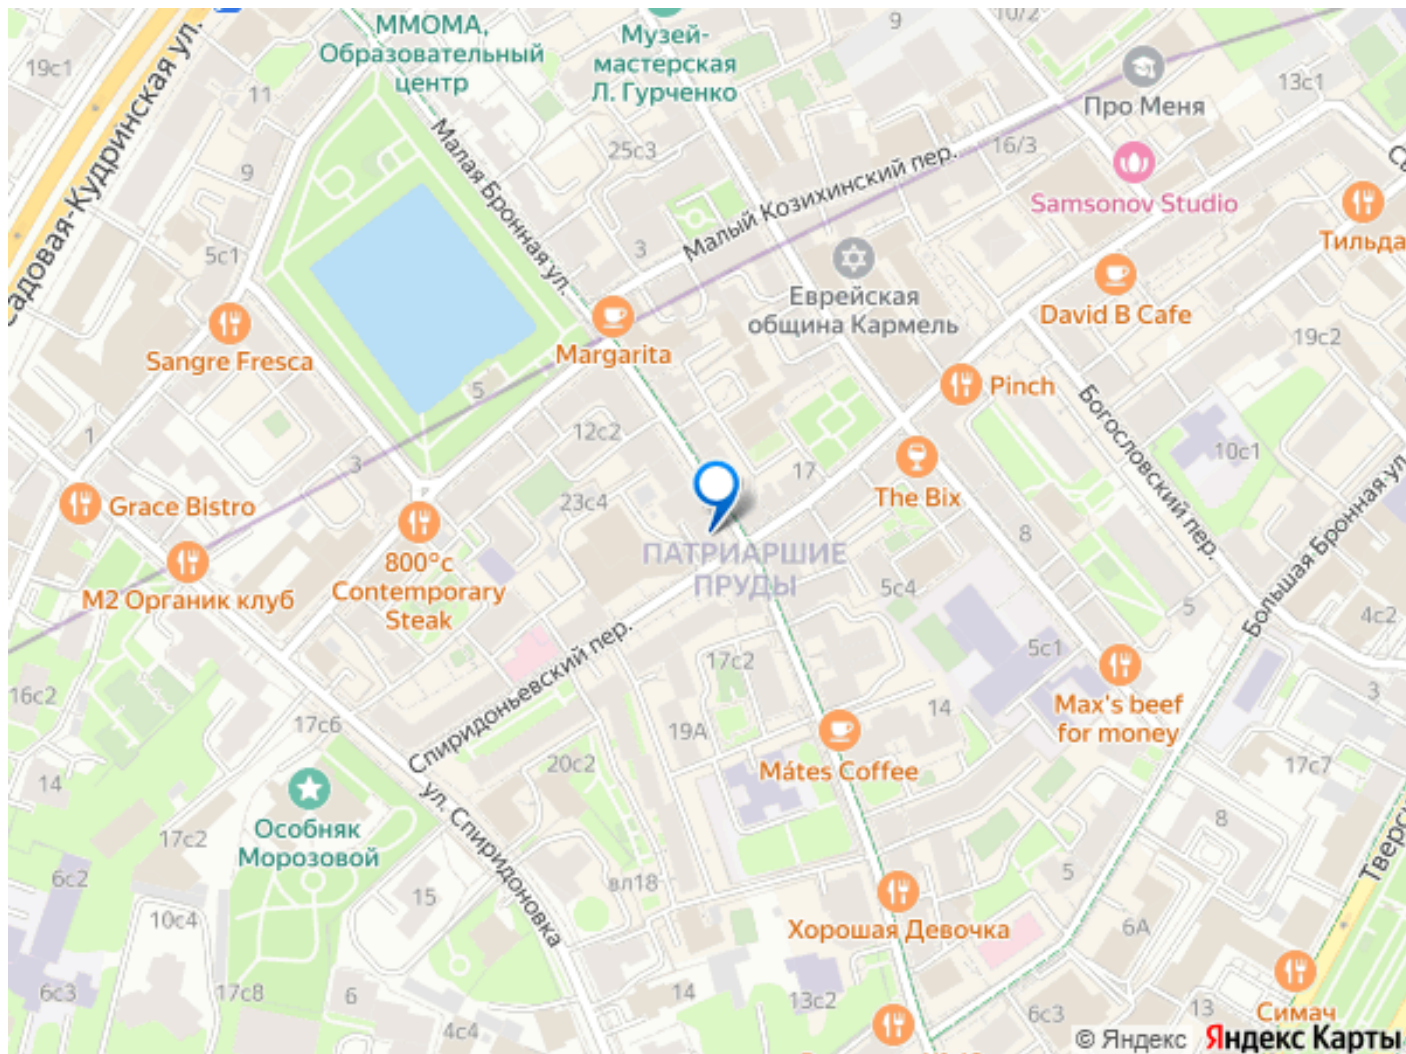 ММОМА,
Образовательный
центр
Музей-
мастерская
Л. Гурченко
9
10/2
19с1
11
13с1
Про Меня
Садовая-Кудринская ул.
Малая Бронная ул.
25с3
16/3
Малый Козихинский пер.
Samsonov Studio
9
5с1
3
Тильда
Еврейская
община Кармель
David B Cafe
Sangre Fresca
Margarita
19с2
5
Pinch
Богословский пер.
1
12с2
10с1
3
17
Grace Bistro
23с4
The Bix
8
800°c
Contemporary
Steak
М2 Органик клуб
ПАТРИАРШИЕ
ПРУДЫ
5с4
5
Большая Бронная ул.
4с2
Спиридоньевский пер.
17с2
5с1
16с2
3
17с6
19А
14
Max's beef
for money
20с2
Mátes Coffee
17с7
14
ул. Спиридоновка
Особняк
Морозовой
17с2
8
6с2
15
вл18
5
10с4
Хорошая Девочка
6А
6с3
17с8
6
14
13с2
4с4
6с3
13
Симач
© Яндекс
Яндекс Карты